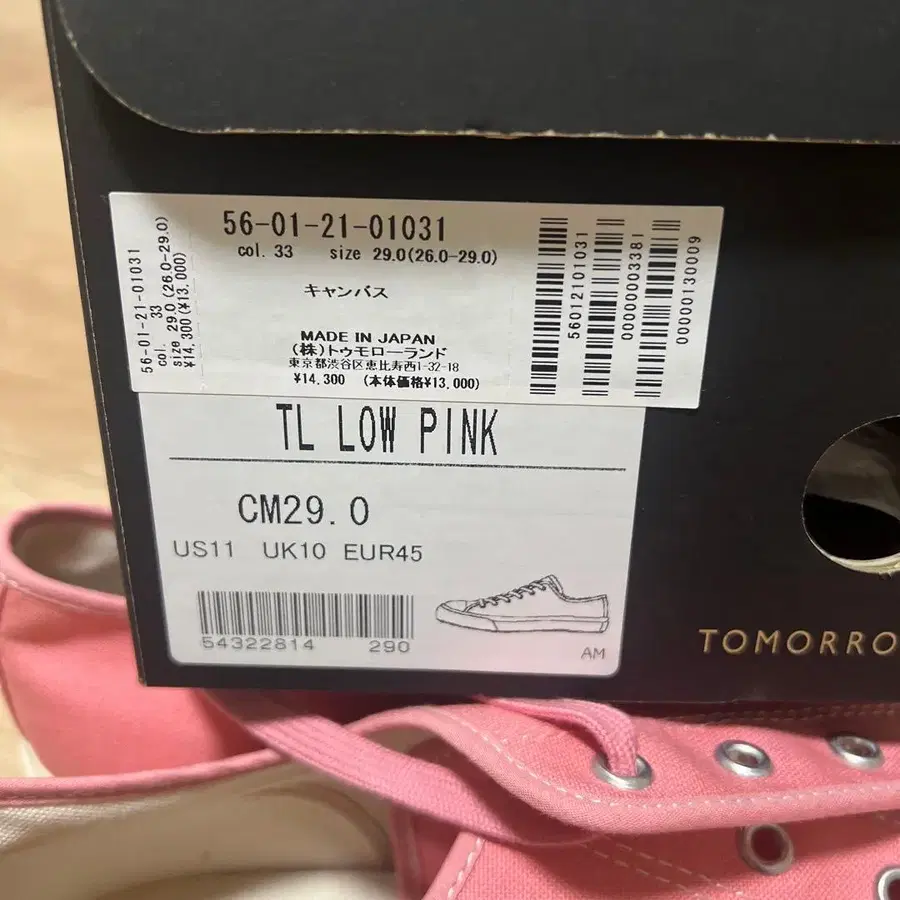 56-01-21-01031
col. 33 size 29.0(26.0-29.0)
キャンバス
MADE IN JAPAN
(株)トゥモローランド
東京都渋谷区恵比寿西1-32-18
¥14,300 (本体価格¥13,000)
56-01-21-01031
col. 33
size 29.0 (26.0-29.0)
¥14,300(¥13,000)
56012101031
0000000003381
0000130009
TL LOW PINK
CM29.0
US11 UK10 EUR45
54322814 290
AM
TOMORRO